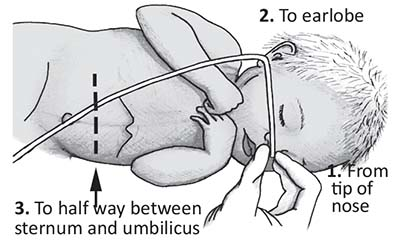 2. To earlobe
1. From
tip of
nose
3. To half way between
sternum and umbilicus